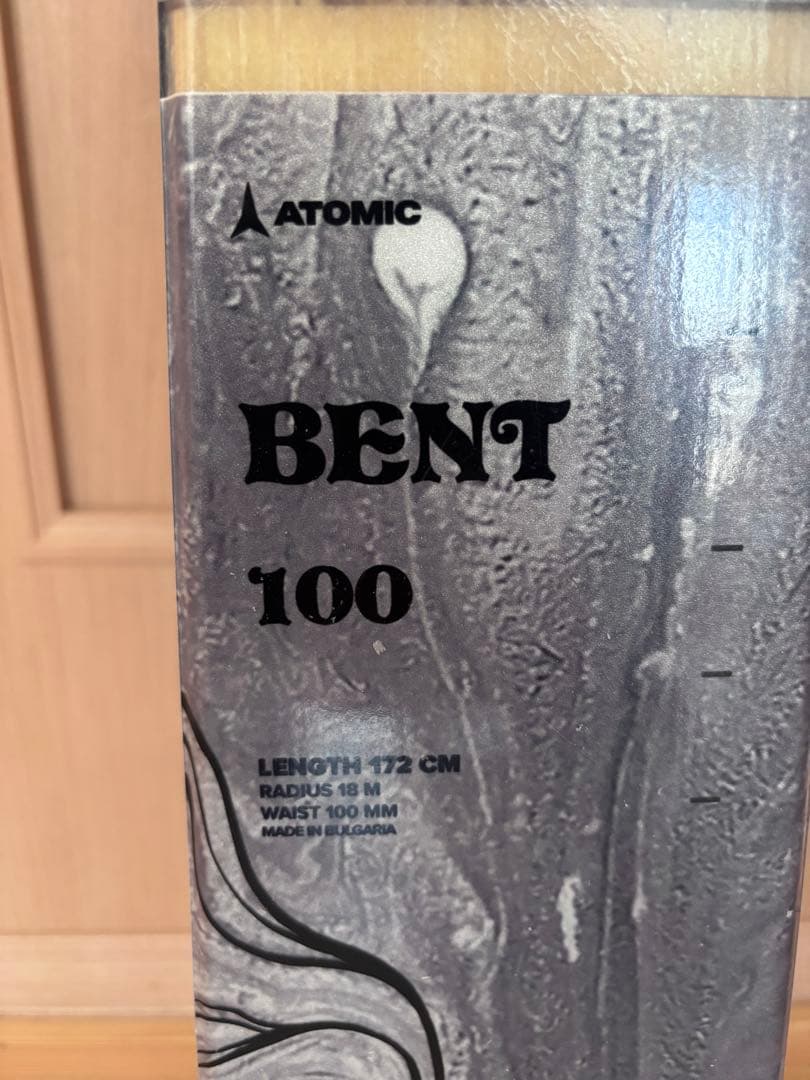 ATOMIC
BENT
100
LENGTH 172 CM
RADIUS 18 M
WAIST 100 MM
MADE IN BULGARIA